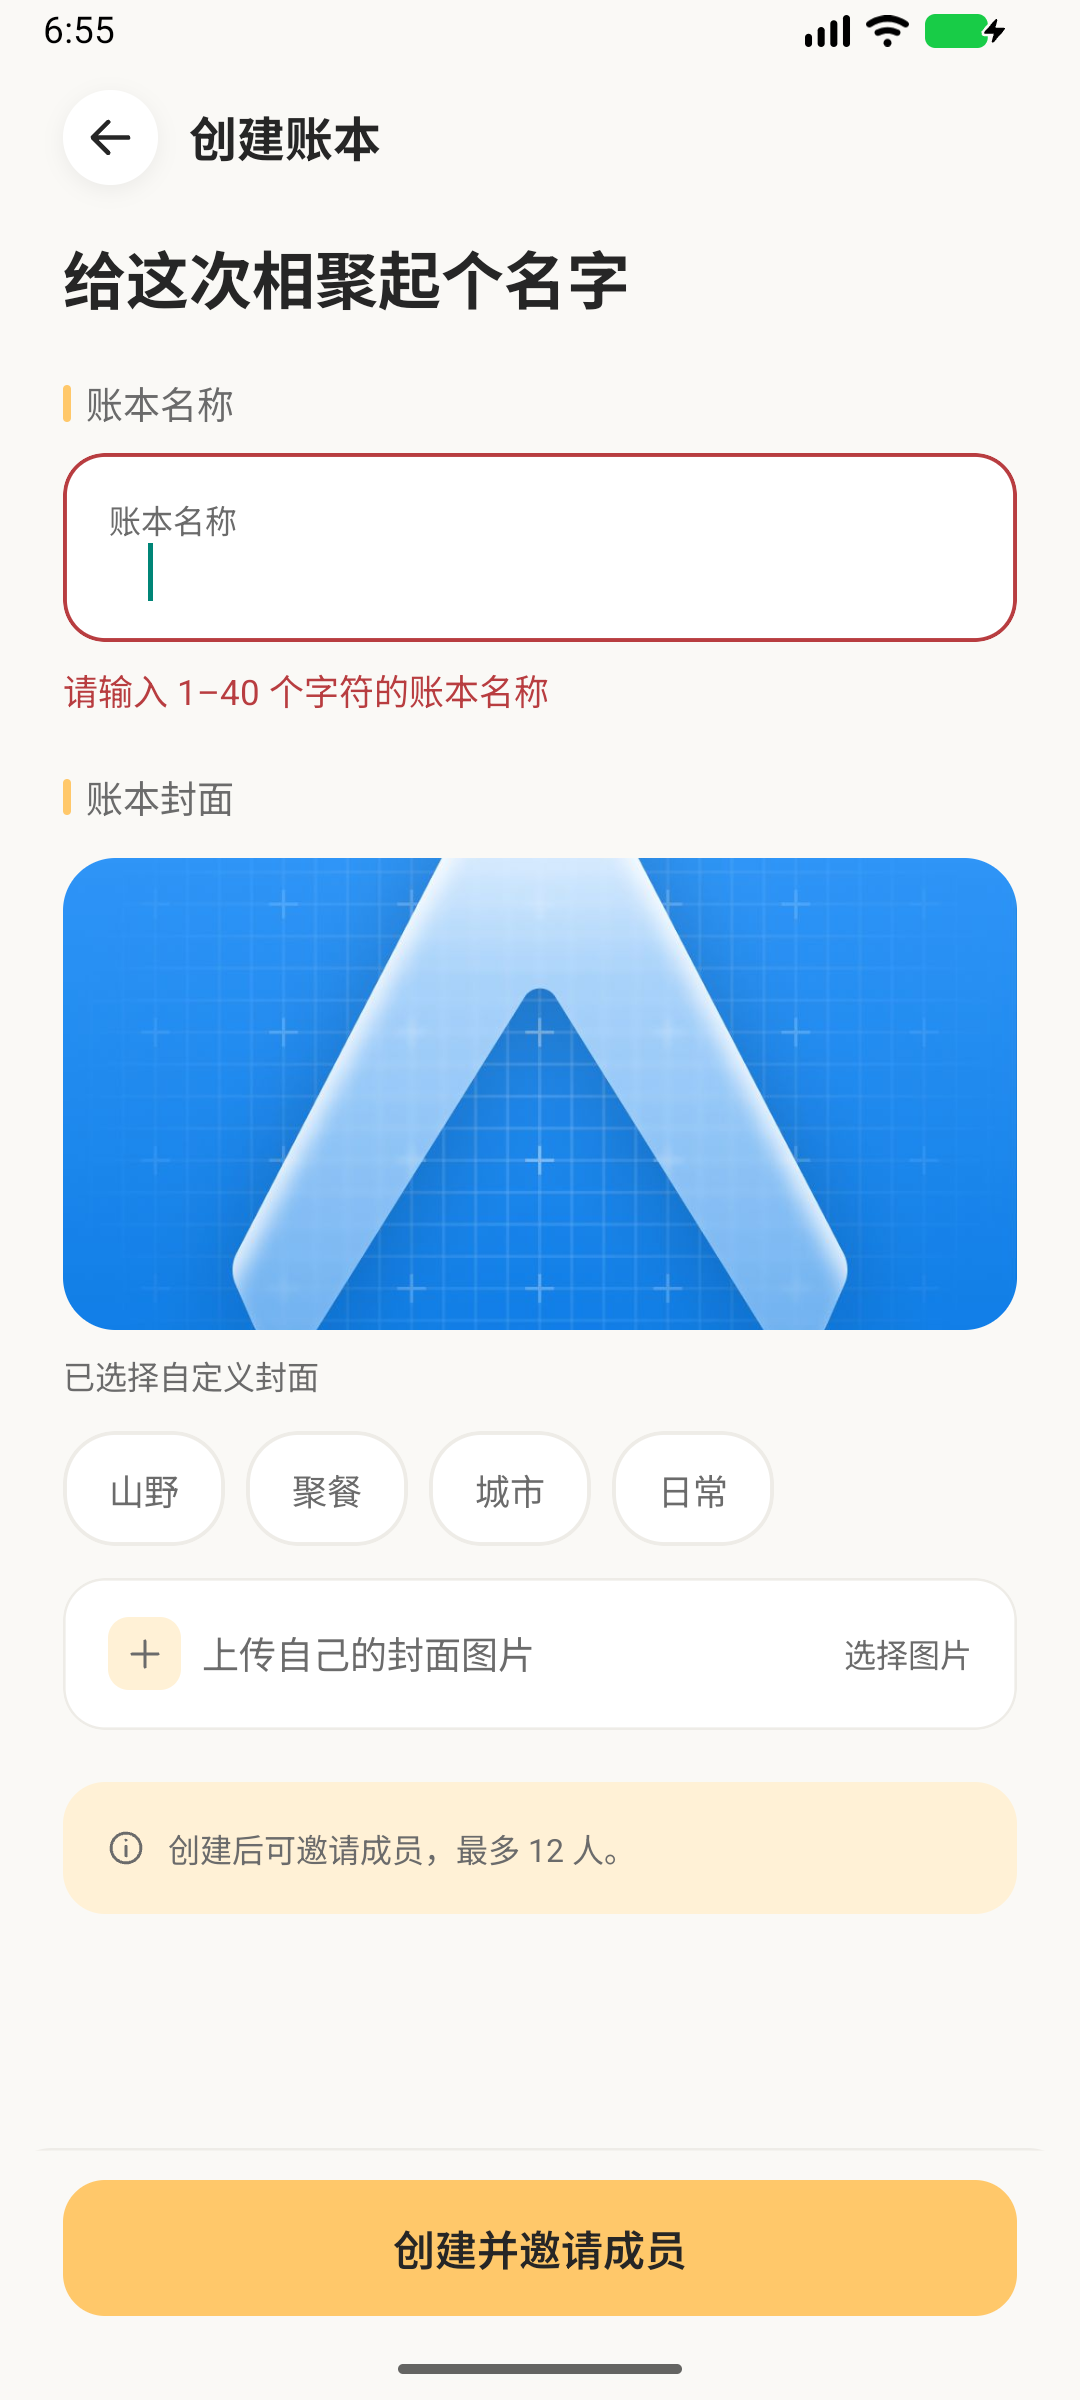 6:55
创建账本
给这次相聚起个名字
账本名称
账本名称
请输入 1–40 个字符的账本名称
账本封面
已选择自定义封面
山野 聚餐 城市 日常
上传自己的封面图片 选择图片
创建后可邀请成员，最多 12 人。
创建并邀请成员